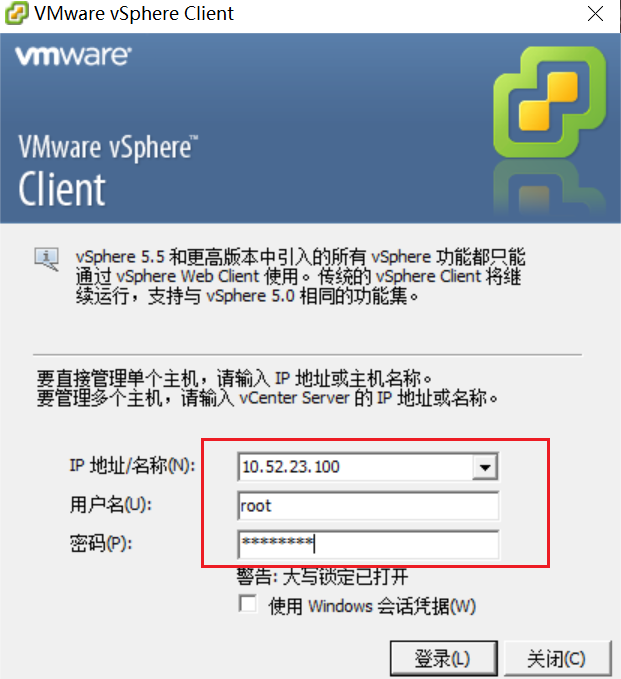 VMware vSphere Client
vmware®
VMware vSphere™
Client
vSphere 5.5 和更高版本中引入的所有 vSphere 功能都只能
通过 vSphere Web Client 使用。传统的 vSphere Client 将继
续运行，支持与 vSphere 5.0 相同的功能集。
要直接管理单个主机，请输入 IP 地址或主机名称。
要管理多个主机，请输入 vCenter Server 的 IP 地址或名称。
IP 地址/名称(N): 10.52.23.100
用户名(U): root
密码(P): ********
警告: 大写锁定已打开
使用 Windows 会话凭据(W)
登录(L) 关闭(C)